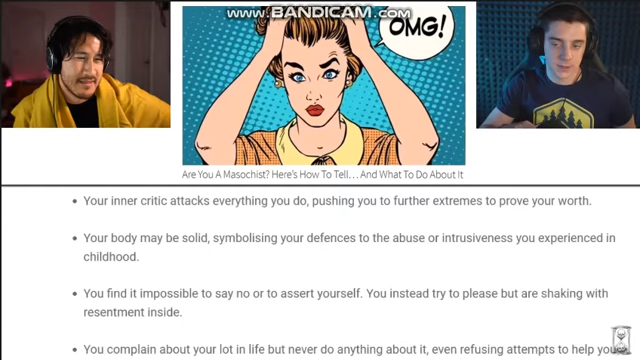 WWW.BANDICAM.COM
OMG!
Are You A Masochist? Here's How To Tell... And What To Do About It
Your inner critic attacks everything you do, pushing you to further extremes to prove your worth.
Your body may be solid, symbolising your defences to the abuse or intrusiveness you experienced in
childhood.
You find it impossible to say no or to assert yourself. You instead try to please but are shaking with
resentment inside.
You complain about your lot in life but never do anything about it, even refusing attempts to help you